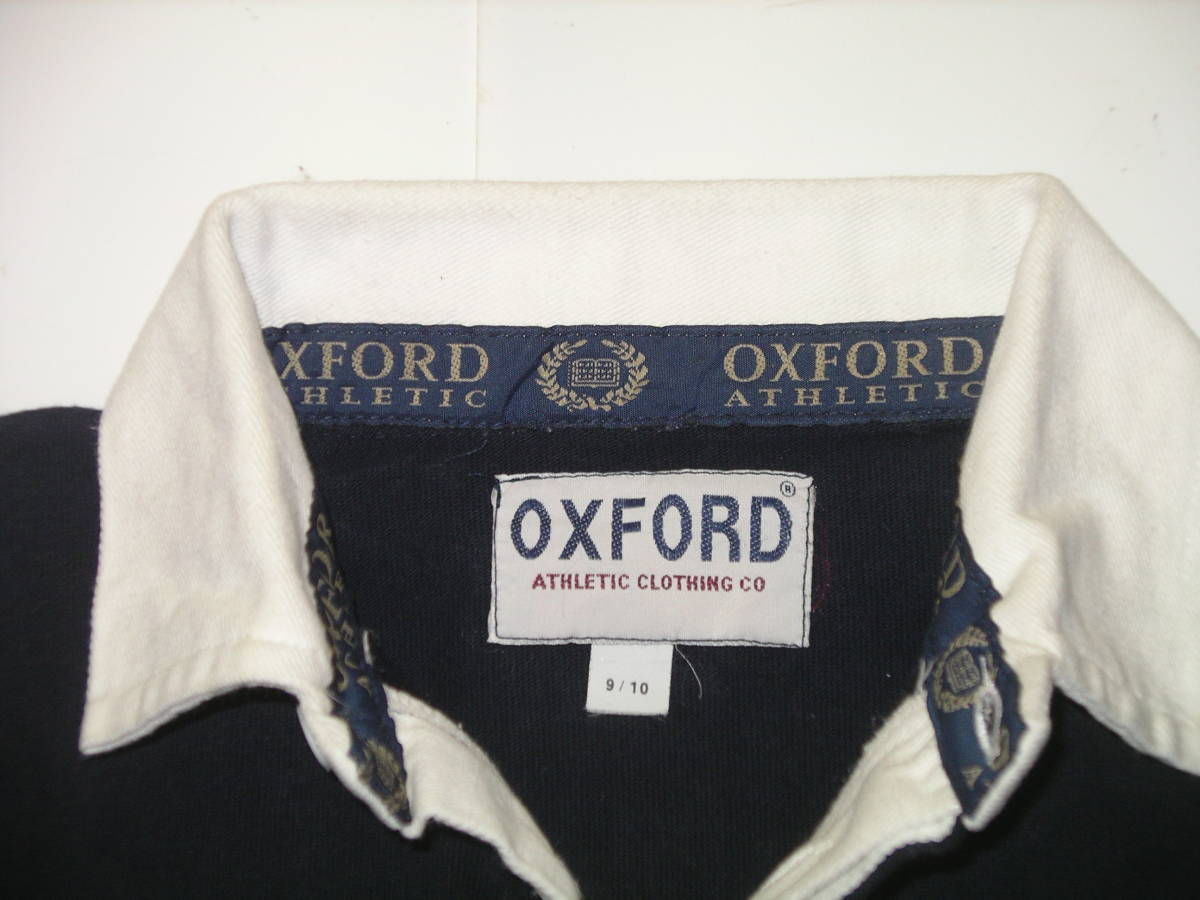 OXFORD
ATHLETIC
OXFORD
ATHLETIC
OXFORD ®
ATHLETIC CLOTHING CO
9 / 10